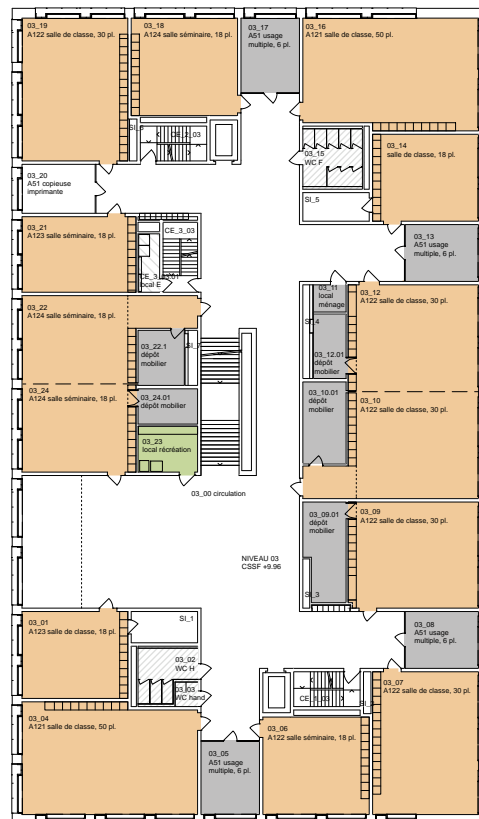 03_19
A122 salle de classe, 30 pl.
03_18
A124 salle séminaire, 18 pl.
03_17
A51 usage
multiple, 6 pl.
03_16
A121 salle de classe, 50 pl.
SI_6
CE_2_03
03_15
WC F
03_14
salle de classe, 18 pl.
03_20
A51 copieuse
imprimante
SI_5
03_21
A123 salle séminaire, 18 pl.
CE_3_03
03_13
A51 usage
multiple, 6 pl.
local E
03_22
A124 salle séminaire, 18 pl.
03_11
local
ménage
03_12
A122 salle de classe, 30 pl.
SI_4
03_22.1
dépôt
mobilier
SI_7
03_12.01
dépôt
mobilier
03_24
A124 salle séminaire, 18 pl.
03_24.01
dépôt mobilier
03_10.01
dépôt
mobilier
03_10
A122 salle de classe, 30 pl.
03_23
local récréation
03_00 circulation
03_09.01
dépôt
mobilier
03_09
A122 salle de classe, 30 pl.
NIVEAU 03
CSSF +9.96
SI_3
03_01
A123 salle de classe, 18 pl.
SI_1
03_08
A51 usage
multiple, 6 pl.
03_02
WC H
03_03
WC hand
03_07
A122 salle de classe, 30 pl.
CE_1_03
03_04
A121 salle de classe, 50 pl.
03_05
A51 usage
multiple, 6 pl.
03_06
A122 salle séminaire, 18 pl.